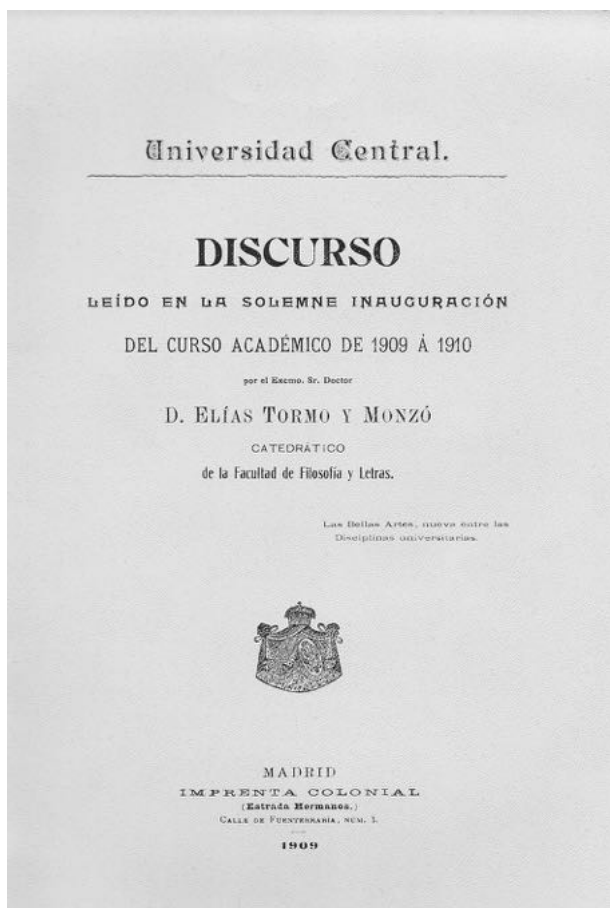 Universidad Central.
DISCURSO
LEÍDO EN LA SOLEMNE INAUGURACIÓN
DEL CURSO ACADÉMICO DE 1909 Á 1910
por el Excmo. Sr. Doctor
D. ELÍAS TORMO Y MONZÓ
CATEDRÁTICO
de la Facultad de Filosofía y Letras.
Las Bellas Artes, nueva entre las
Disciplinas universitarias.
MADRID
IMPRENTA COLONIAL
(Estrada Hermanos.)
CALLE DE FUENTERRABÍA, NÚM. 3.
1909